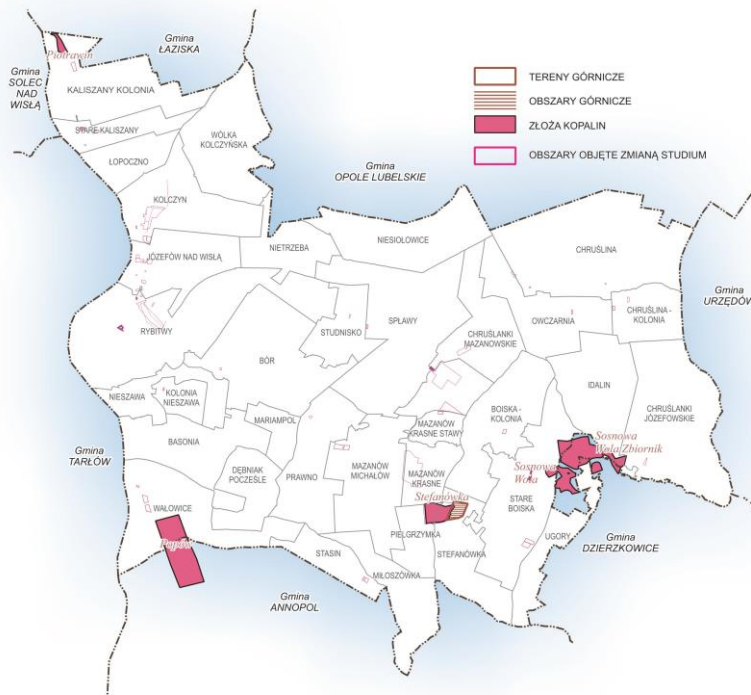 Piotrawin
Gmina
ŁAZISKA
Gmina
SOLEC
NAD
WISŁĄ
KALISZANY KOLONIA
STARE KALISZANY
ŁOPOCZNO
WÓLKA
KOLCZYŃSKA
TERENY GÓRNICZE
OBSZARY GÓRNICZE
ZŁOŻA KOPALIN
OBSZARY OBJĘTE ZMIANĄ STUDIUM
Gmina
OPOLE LUBELSKIE
KOLCZYN
JÓZEFÓW NAD WISŁĄ
NIETRZEBA
NIESIOŁOWICE
CHRUŚLINA
Gmina
URZĘDÓW
RYBITWY
STUDNISKO
SPŁAWY
CHRUŚLANKI
MAZANOWSKIE
OWCZARNIA
CHRUŚLINA-
KOLONIA
BÓR
IDALIN
NIESZAWA
KOLONIA
NIESZAWA
MARIAMPOL
BOISKA-
KOLONIA
CHRUŚLANKI
JÓZEFOWSKIE
BASONIA
MAZANÓW
KRASNE STAWY
Gmina
TARŁÓW
DĘBNIAK
POCZEŚLE
PRAWNO
MAZANÓW
MICHAŁÓW
MAZANÓW
KRASNE
Sosnowa
Wola Zbiornik
Sosnowa
Wola
Stefanówka
STARE
BOISKA
WAŁOWICE
PIELGRZYMKA
STEFANÓWKA
UGORY
Gmina
DZIERZKOWICE
STASIN
MIŁOSZÓWKA
Gmina
ANNOPOL